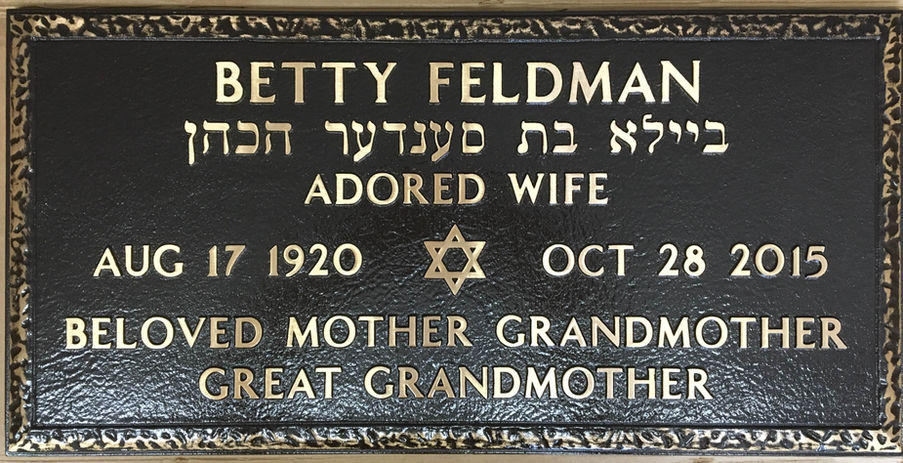 BETTY FELDMAN
ביילא בת סענדער הכהן
ADORED WIFE
AUG 17 1920 OCT 28 2015
BELOVED MOTHER GRANDMOTHER
GREAT GRANDMOTHER